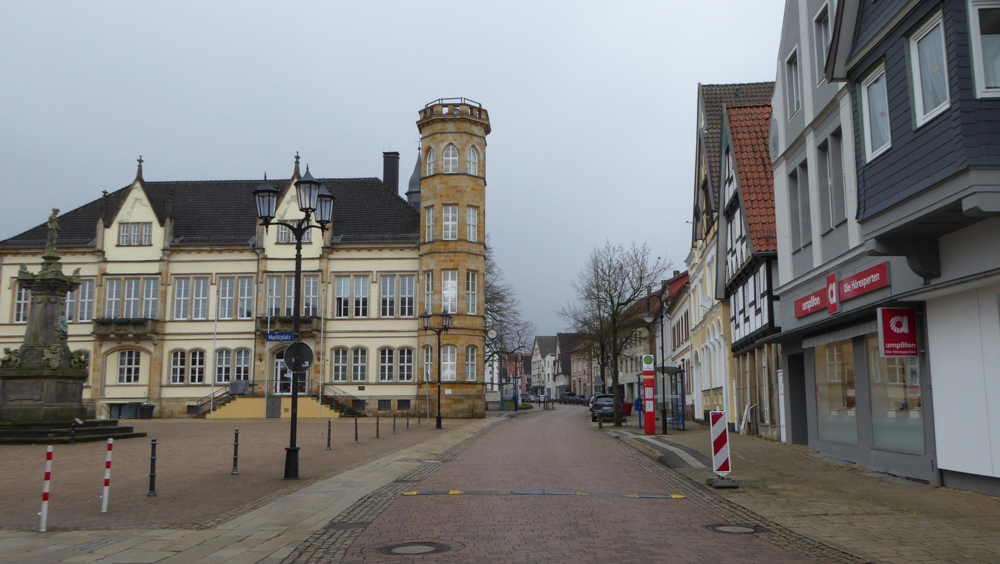 Marktplatz
H
amplifon
Die Hörexperten
amplifon
Die Hörexperten